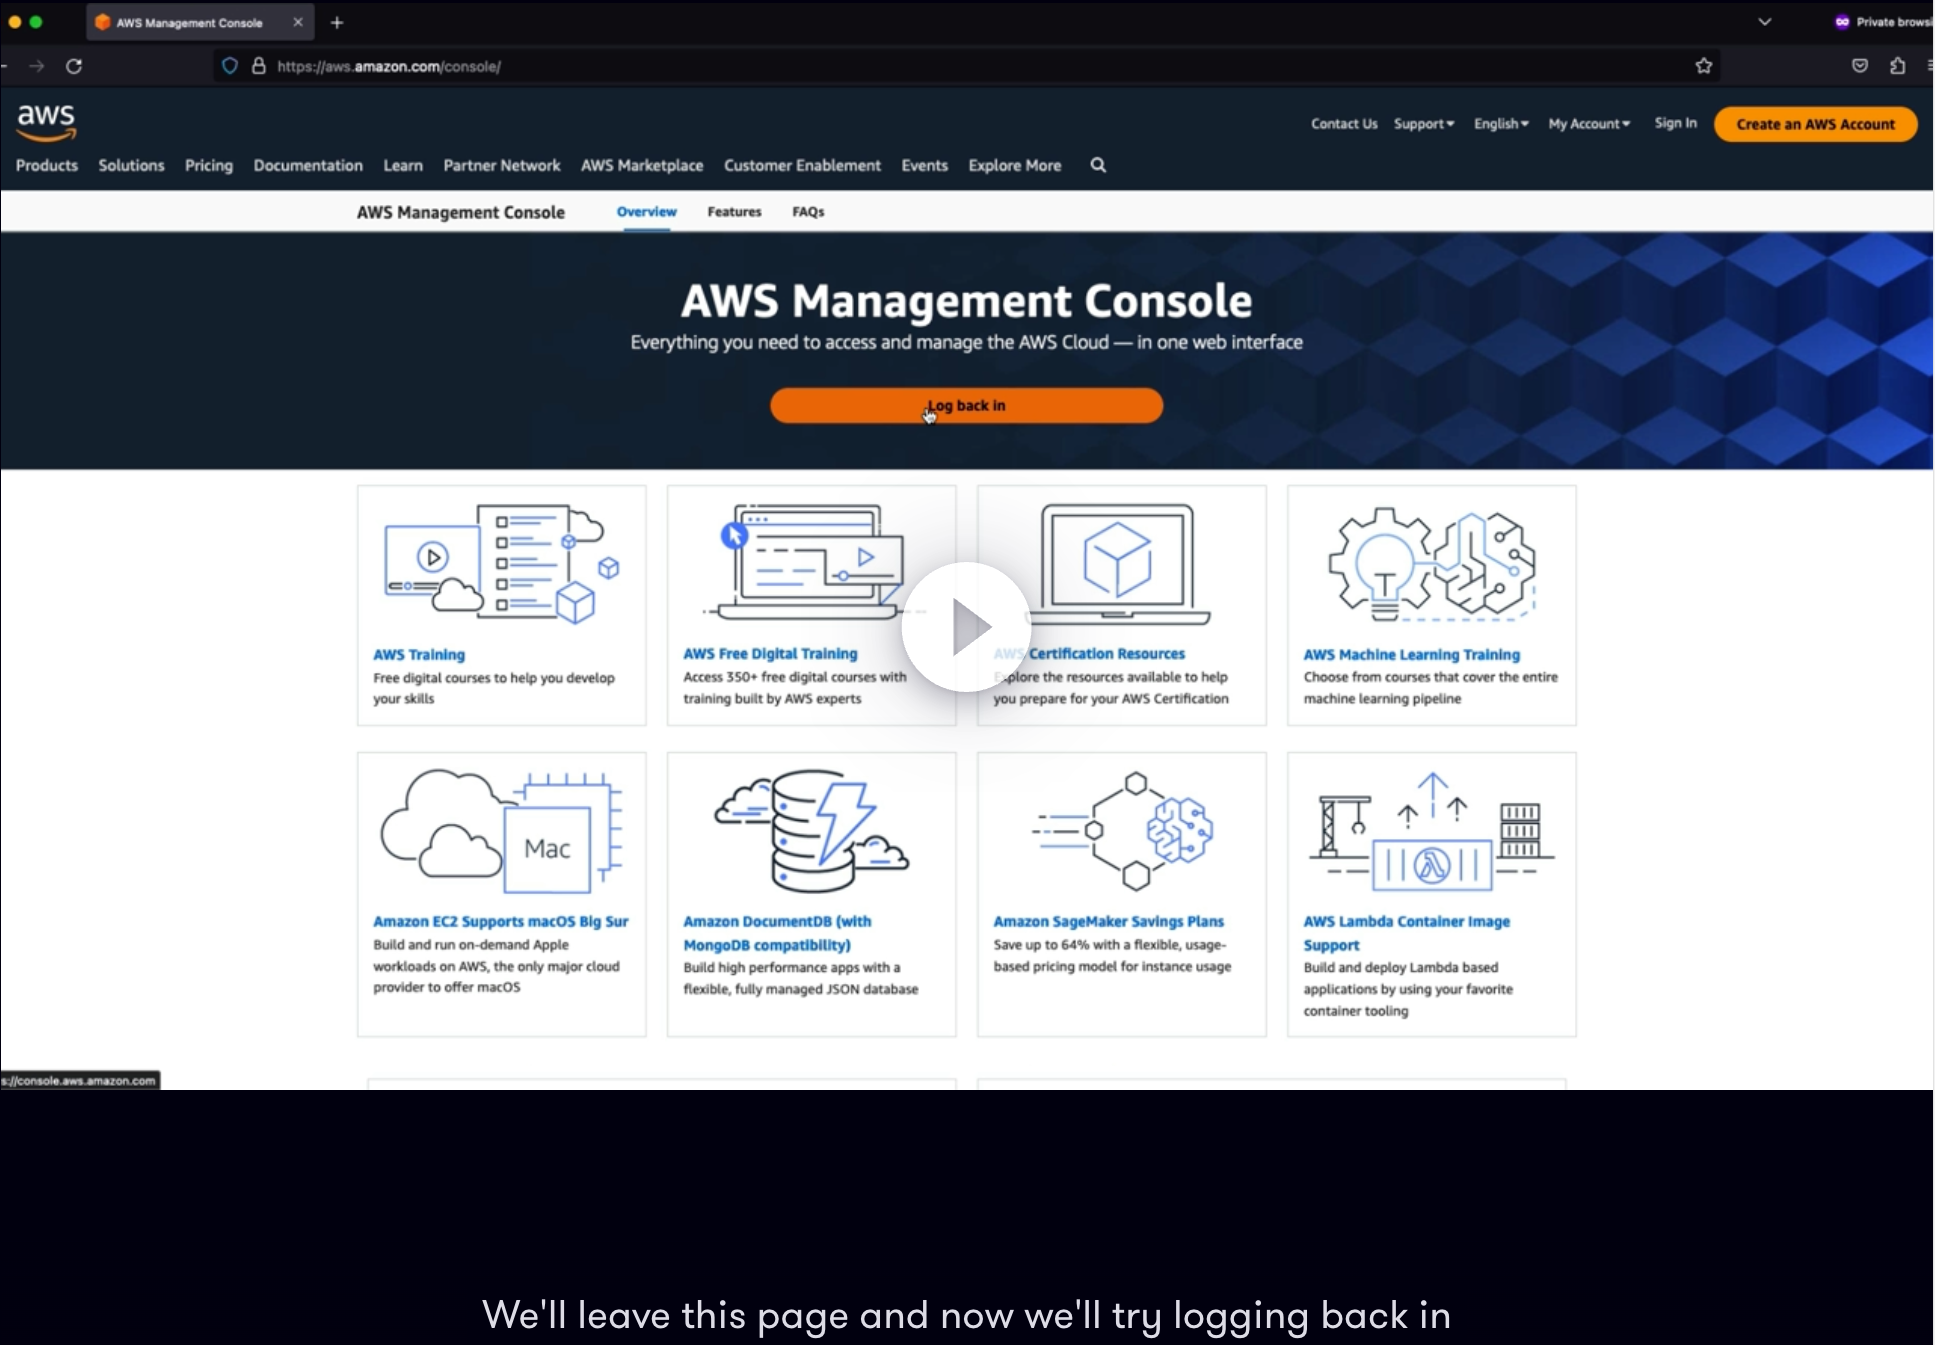 AWS Management Console
Private browsi
https://aws.amazon.com/console/
aws
Contact Us Support English My Account Sign In Create an AWS Account
Products Solutions Pricing Documentation Learn Partner Network AWS Marketplace Customer Enablement Events Explore More
AWS Management Console Overview Features FAQs
AWS Management Console
Everything you need to access and manage the AWS Cloud — in one web interface
Log back in
AWS Training
Free digital courses to help you develop
your skills
AWS Free Digital Training
Access 350+ free digital courses with
training built by AWS experts
AWS Certification Resources
Explore the resources available to help
you prepare for your AWS Certification
AWS Machine Learning Training
Choose from courses that cover the entire
machine learning pipeline
Mac
Amazon EC2 Supports macOS Big Sur
Build and run on-demand Apple
workloads on AWS, the only major cloud
provider to offer macOS
Amazon DocumentDB (with
MongoDB compatibility)
Build high performance apps with a
flexible, fully managed JSON database
Amazon SageMaker Savings Plans
Save up to 64% with a flexible, usage-
based pricing model for instance usage
AWS Lambda Container Image
Support
Build and deploy Lambda based
applications by using your favorite
container tooling
s://console.aws.amazon.com
We'll leave this page and now we'll try logging back in